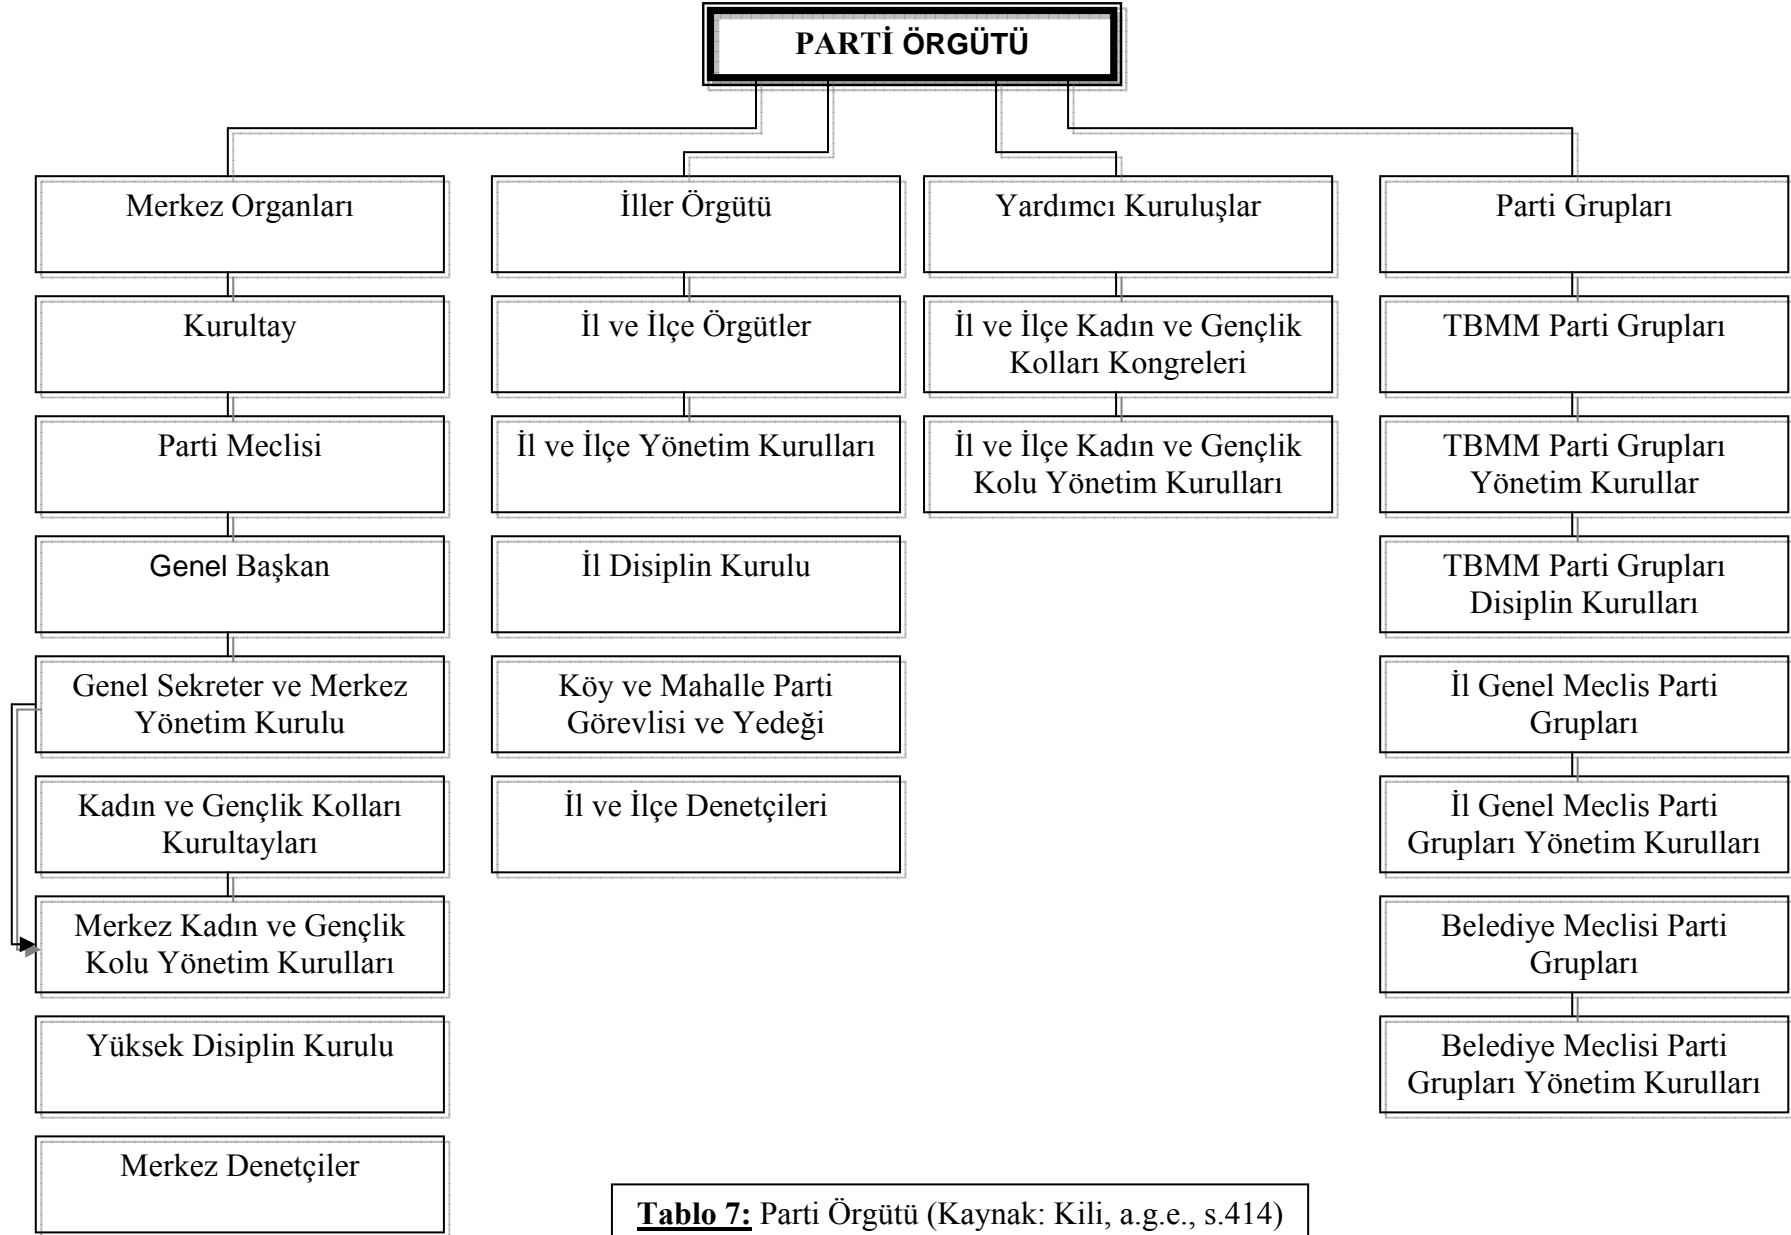 PARTİ ÖRGÜTÜ
Merkez Organları
Kurultay
Parti Meclisi
Genel Başkan
Genel Sekreter ve Merkez
Yönetim Kurulu
Kadın ve Gençlik Kolları
Kurultayları
Merkez Kadın ve Gençlik
Kolu Yönetim Kurulları
Yüksek Disiplin Kurulu
Merkez Denetçiler
İller Örgütü
İl ve İlçe Örgütler
İl ve İlçe Yönetim Kurulları
İl Disiplin Kurulu
Köy ve Mahalle Parti
Görevlisi ve Yedeği
İl ve İlçe Denetçileri
Yardımcı Kuruluşlar
İl ve İlçe Kadın ve Gençlik
Kolları Kongreleri
İl ve İlçe Kadın ve Gençlik
Kolu Yönetim Kurulları
Parti Grupları
TBMM Parti Grupları
TBMM Parti Grupları
Yönetim Kurullar
TBMM Parti Grupları
Disiplin Kurulları
İl Genel Meclis Parti
Grupları
İl Genel Meclis Parti
Grupları Yönetim Kurulları
Belediye Meclisi Parti
Grupları
Belediye Meclisi Parti
Grupları Yönetim Kurulları
Tablo 7: Parti Örgütü (Kaynak: Kili, a.g.e., s.414)